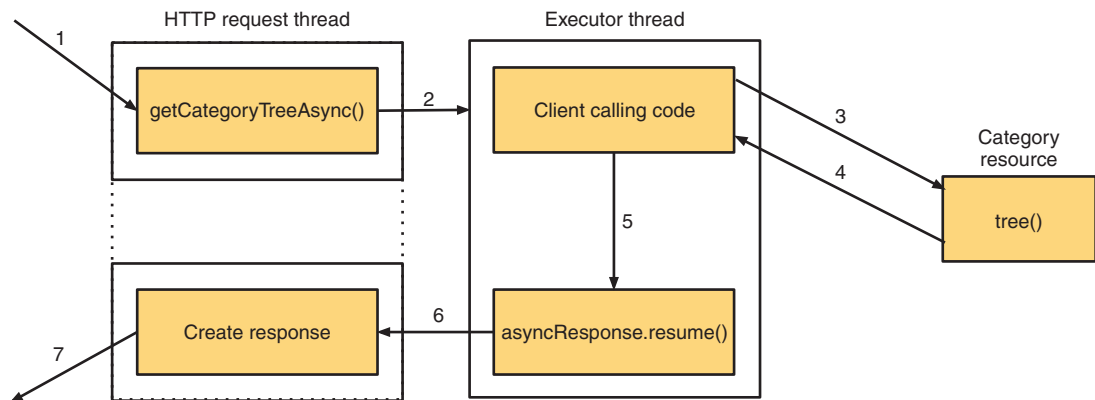 HTTP request thread
Executor thread
1
getCategoryTreeAsync()
2
Client calling code
3
Category
resource
4
tree()
5
Create response
6
asyncResponse.resume()
7